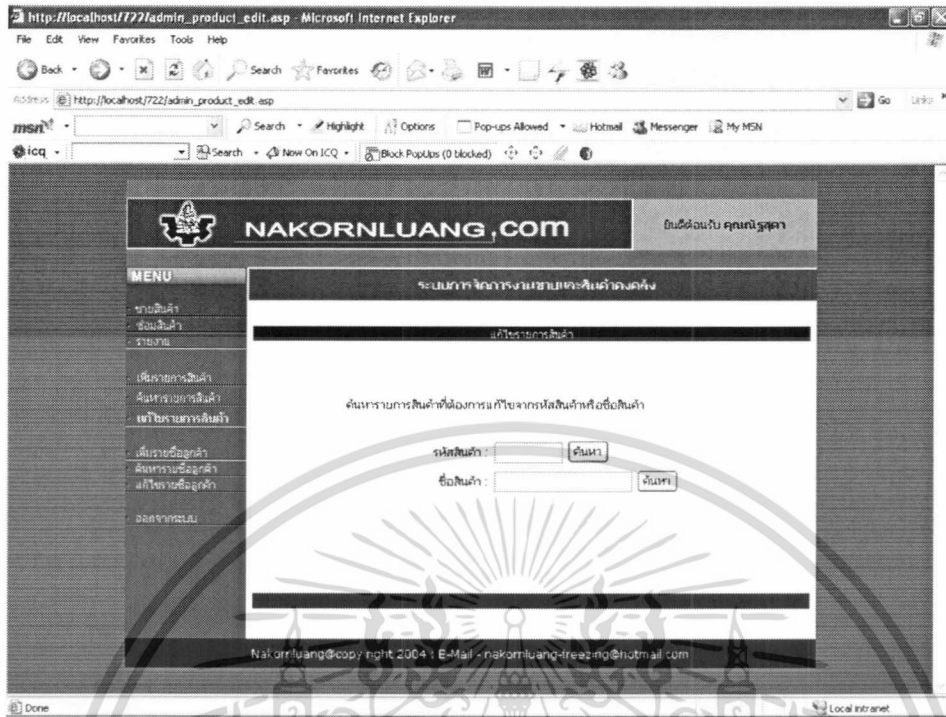 http://localhost/722/admin_product_edit.asp - Microsoft Internet Explorer
File Edit View Favorites Tools Help
Back Search Favorites
Address http://localhost/722/admin_product_edit.asp Go Links
msn Search Highlight Options Pop-ups Allowed Hotmail Messenger My MSN
icq Search Now On ICQ Block PopUps (0 blocked)
NAKORNLUANG.com
ยินดีต้อนรับ คุณณัฐสุดา
MENU
ระบบการจัดการงานขายและสินค้าคงคลัง
- ขายสินค้า
- ซ่อมสินค้า
- รายงาน
แก้ไขรายการสินค้า
- เพิ่มรายการสินค้า
- ค้นหารายการสินค้า
- แก้ไขรายการสินค้า
ค้นหารายการสินค้าที่ต้องการแก้ไขจากรหัสสินค้าหรือชื่อสินค้า
- เพิ่มรายชื่อลูกค้า
- ค้นหารายชื่อลูกค้า
- แก้ไขรายชื่อลูกค้า
รหัสสินค้า : ค้นหา
ชื่อสินค้า : ค้นหา
- ออกจากระบบ
Nakornluang@copy right 2004 : E-Mail - nakornluang-freezing@hotmail.com
Done Local intranet